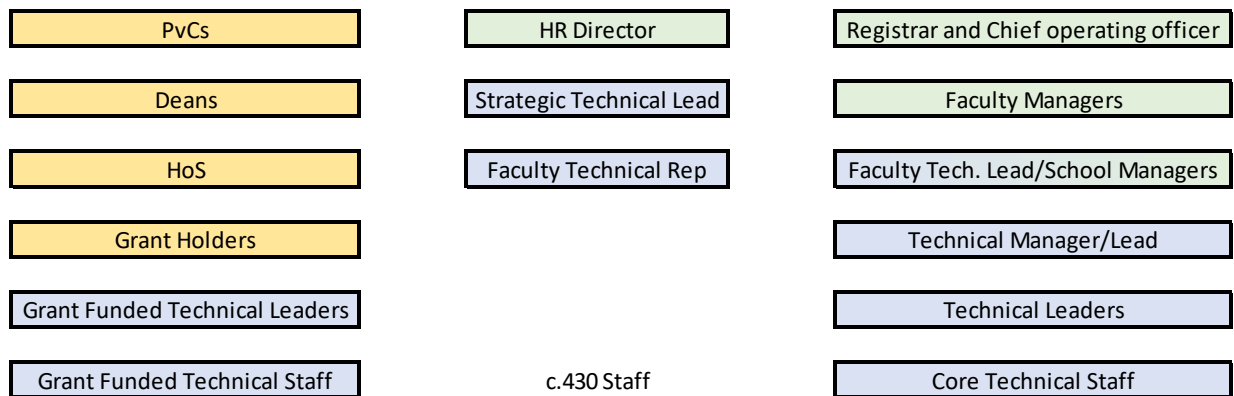 PvCs
HR Director
Registrar and Chief operating officer
Deans
Strategic Technical Lead
Faculty Managers
HoS
Faculty Technical Rep
Faculty Tech. Lead/School Managers
Grant Holders
Technical Manager/Lead
Grant Funded Technical Leaders
Technical Leaders
Grant Funded Technical Staff
c.430 Staff
Core Technical Staff